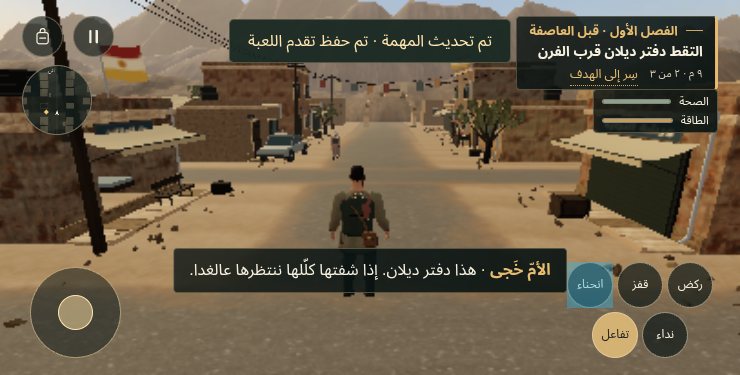 تم تحديث المهمة · تم حفظ تقدم اللعبة
الفصل الأول · قبل العاصفة
التقط دفتر ديلان قرب الفرن
٩ م · ٢ من ٣ سِر إلى الهدف
الصحة
الطاقة
ش
الأمّ خَجى · هذا دفتر ديلان. إذا شفتها كلّلها ننتظرها عالغدا.
ركض
قفز
انحناء
نداء
تفاعل